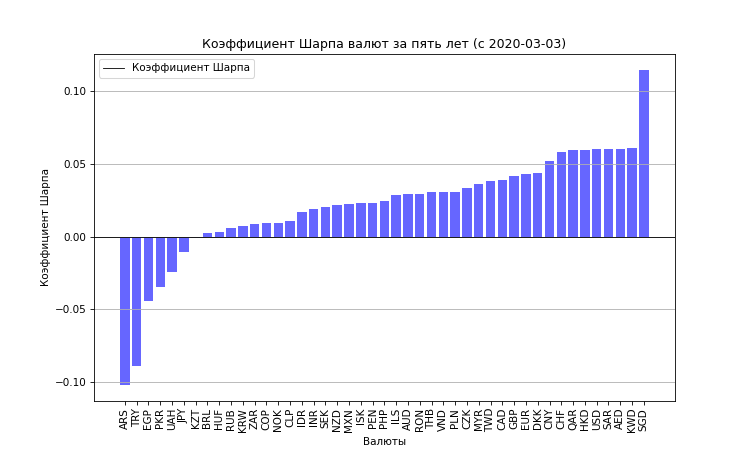 Коэффициент Шарпа валют за пять лет (с 2020-03-03)
Коэффициент Шарпа
0.10
0.05
0.00
−0.05
−0.10
Коэффициент Шарпа
ARS TRY EGP PKR UAH JPY KZT BRL HUF RUB KRW ZAR COP NOK CLP IDR INR SEK NZD MXN ISK PEN PHP ILS AUD RON THB VND PLN CZK MYR TWD CAD GBP EUR DKK CNY CHF QAR HKD USD SAR AED KWD SGD
Валюты